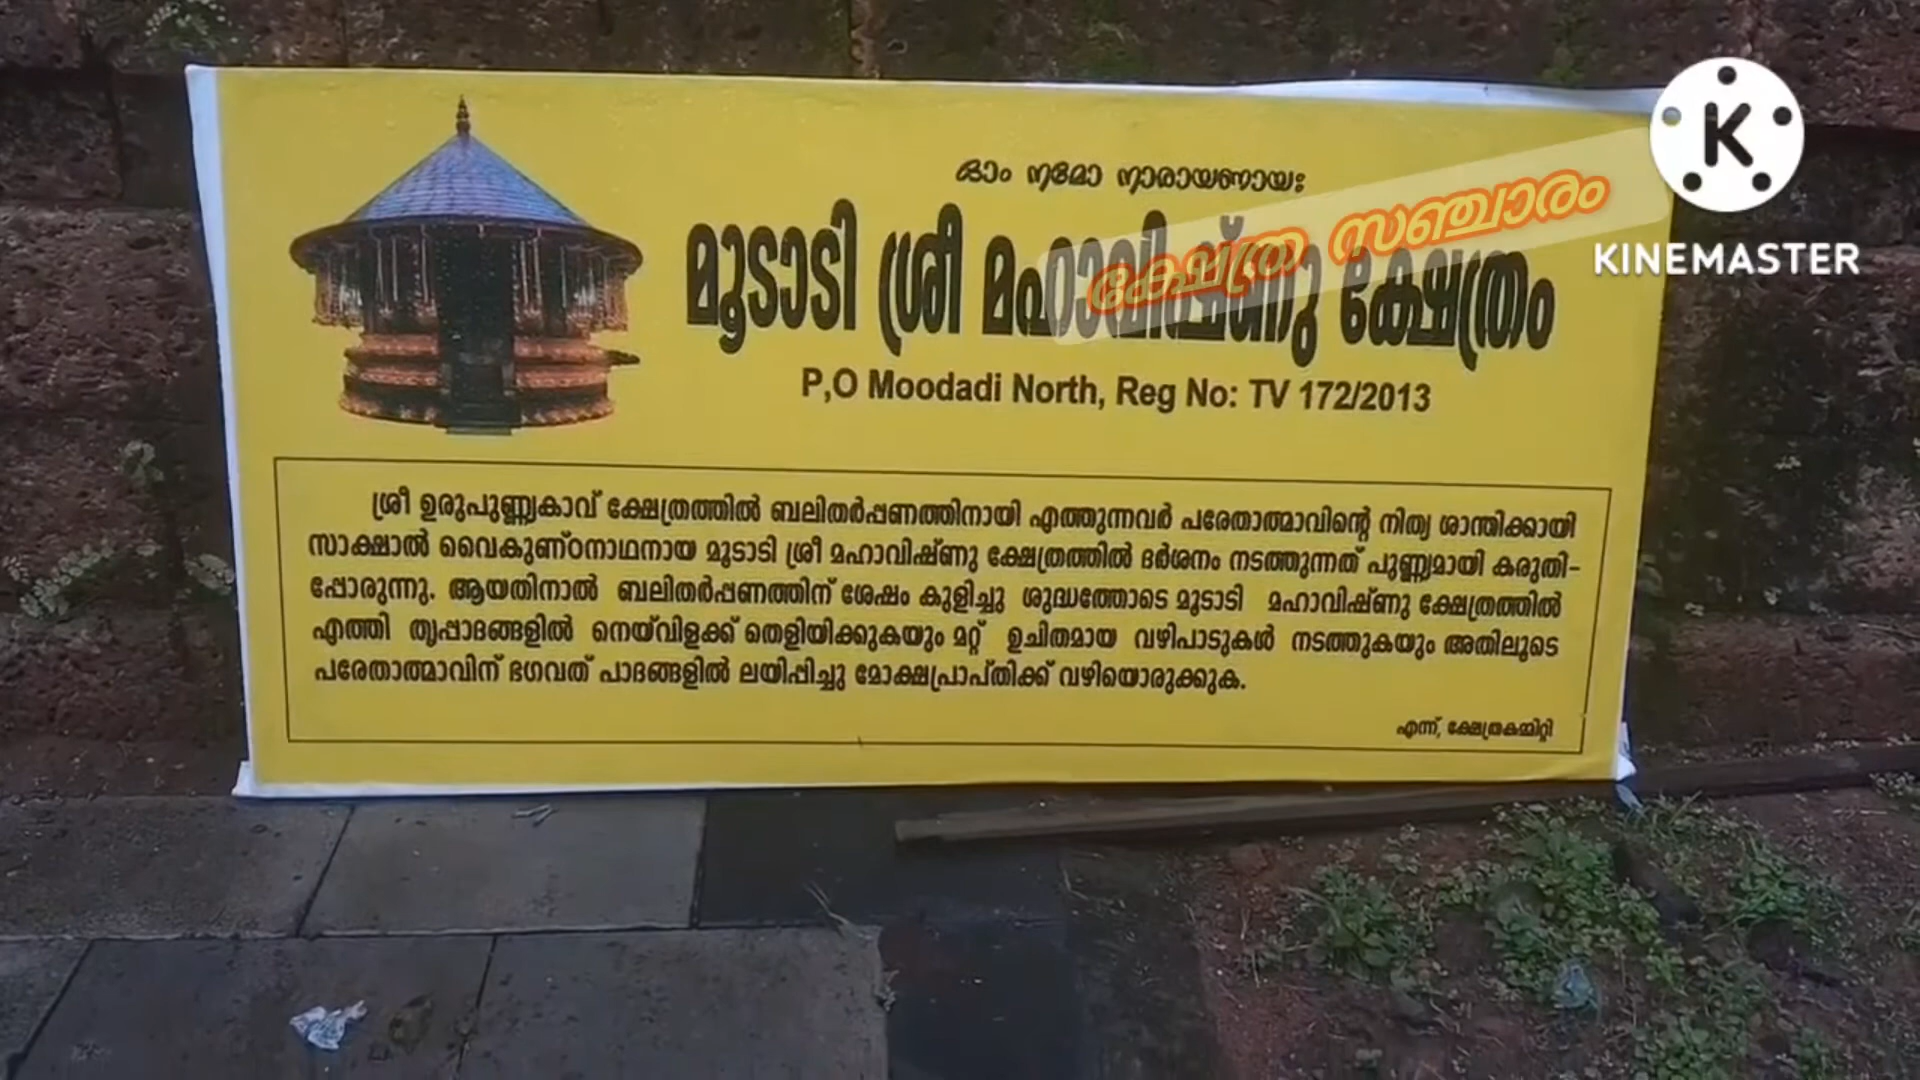 ഓം നമോ നാരായണായഃ
മൂടാടി ശ്രീ മഹാവിഷ്ണു ക്ഷേത്രം
ക്ഷേത്ര സഞ്ചാരം
KINEMASTER
P,O Moodadi North, Reg No: TV 172/2013
ശ്രീ ഉരുപുണ്ണ്യകാവ് ക്ഷേത്രത്തിൽ ബലിതർപ്പണത്തിനായി എത്തുന്നവർ പരേതാത്മാവിന്റെ നിത്യ ശാന്തിക്കായി
സാക്ഷാൽ വൈകുണ്ഠനാഥനായ മൂടാടി ശ്രീ മഹാവിഷ്ണു ക്ഷേത്രത്തിൽ ദർശനം നടത്തുന്നത് പുണ്ണ്യമായി കരുതി-
പ്പോരുന്നു. ആയതിനാൽ ബലിതർപ്പണത്തിന് ശേഷം കുളിച്ചു ശുദ്ധത്തോടെ മൂടാടി മഹാവിഷ്ണു ക്ഷേത്രത്തിൽ
എത്തി തൃപ്പാദങ്ങളിൽ നെയ്‌വിളക്ക് തെളിയിക്കുകയും മറ്റ് ഉചിതമായ വഴിപാടുകൾ നടത്തുകയും അതിലൂടെ
പരേതാത്മാവിന് ഭഗവത് പാദങ്ങളിൽ ലയിപ്പിച്ചു മോക്ഷപ്രാപ്തിക്ക് വഴിയൊരുക്കുക.
എന്ന്, ക്ഷേത്രകമ്മിറ്റി